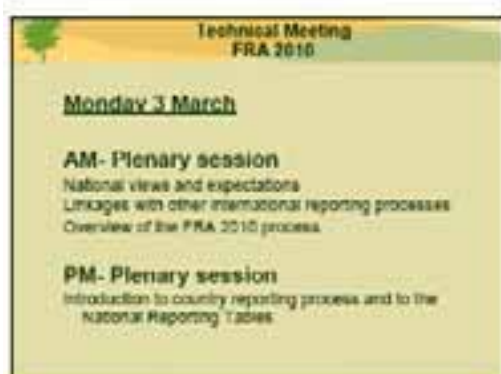 Technical Meeting
FRA 2010
Monday 3 March
AM- Plenary session
National views and expectations
Linkages with other international reporting processes
Overview of the FRA 2010 process
PM- Plenary session
Introduction to country reporting process and to the
National Reporting Tables